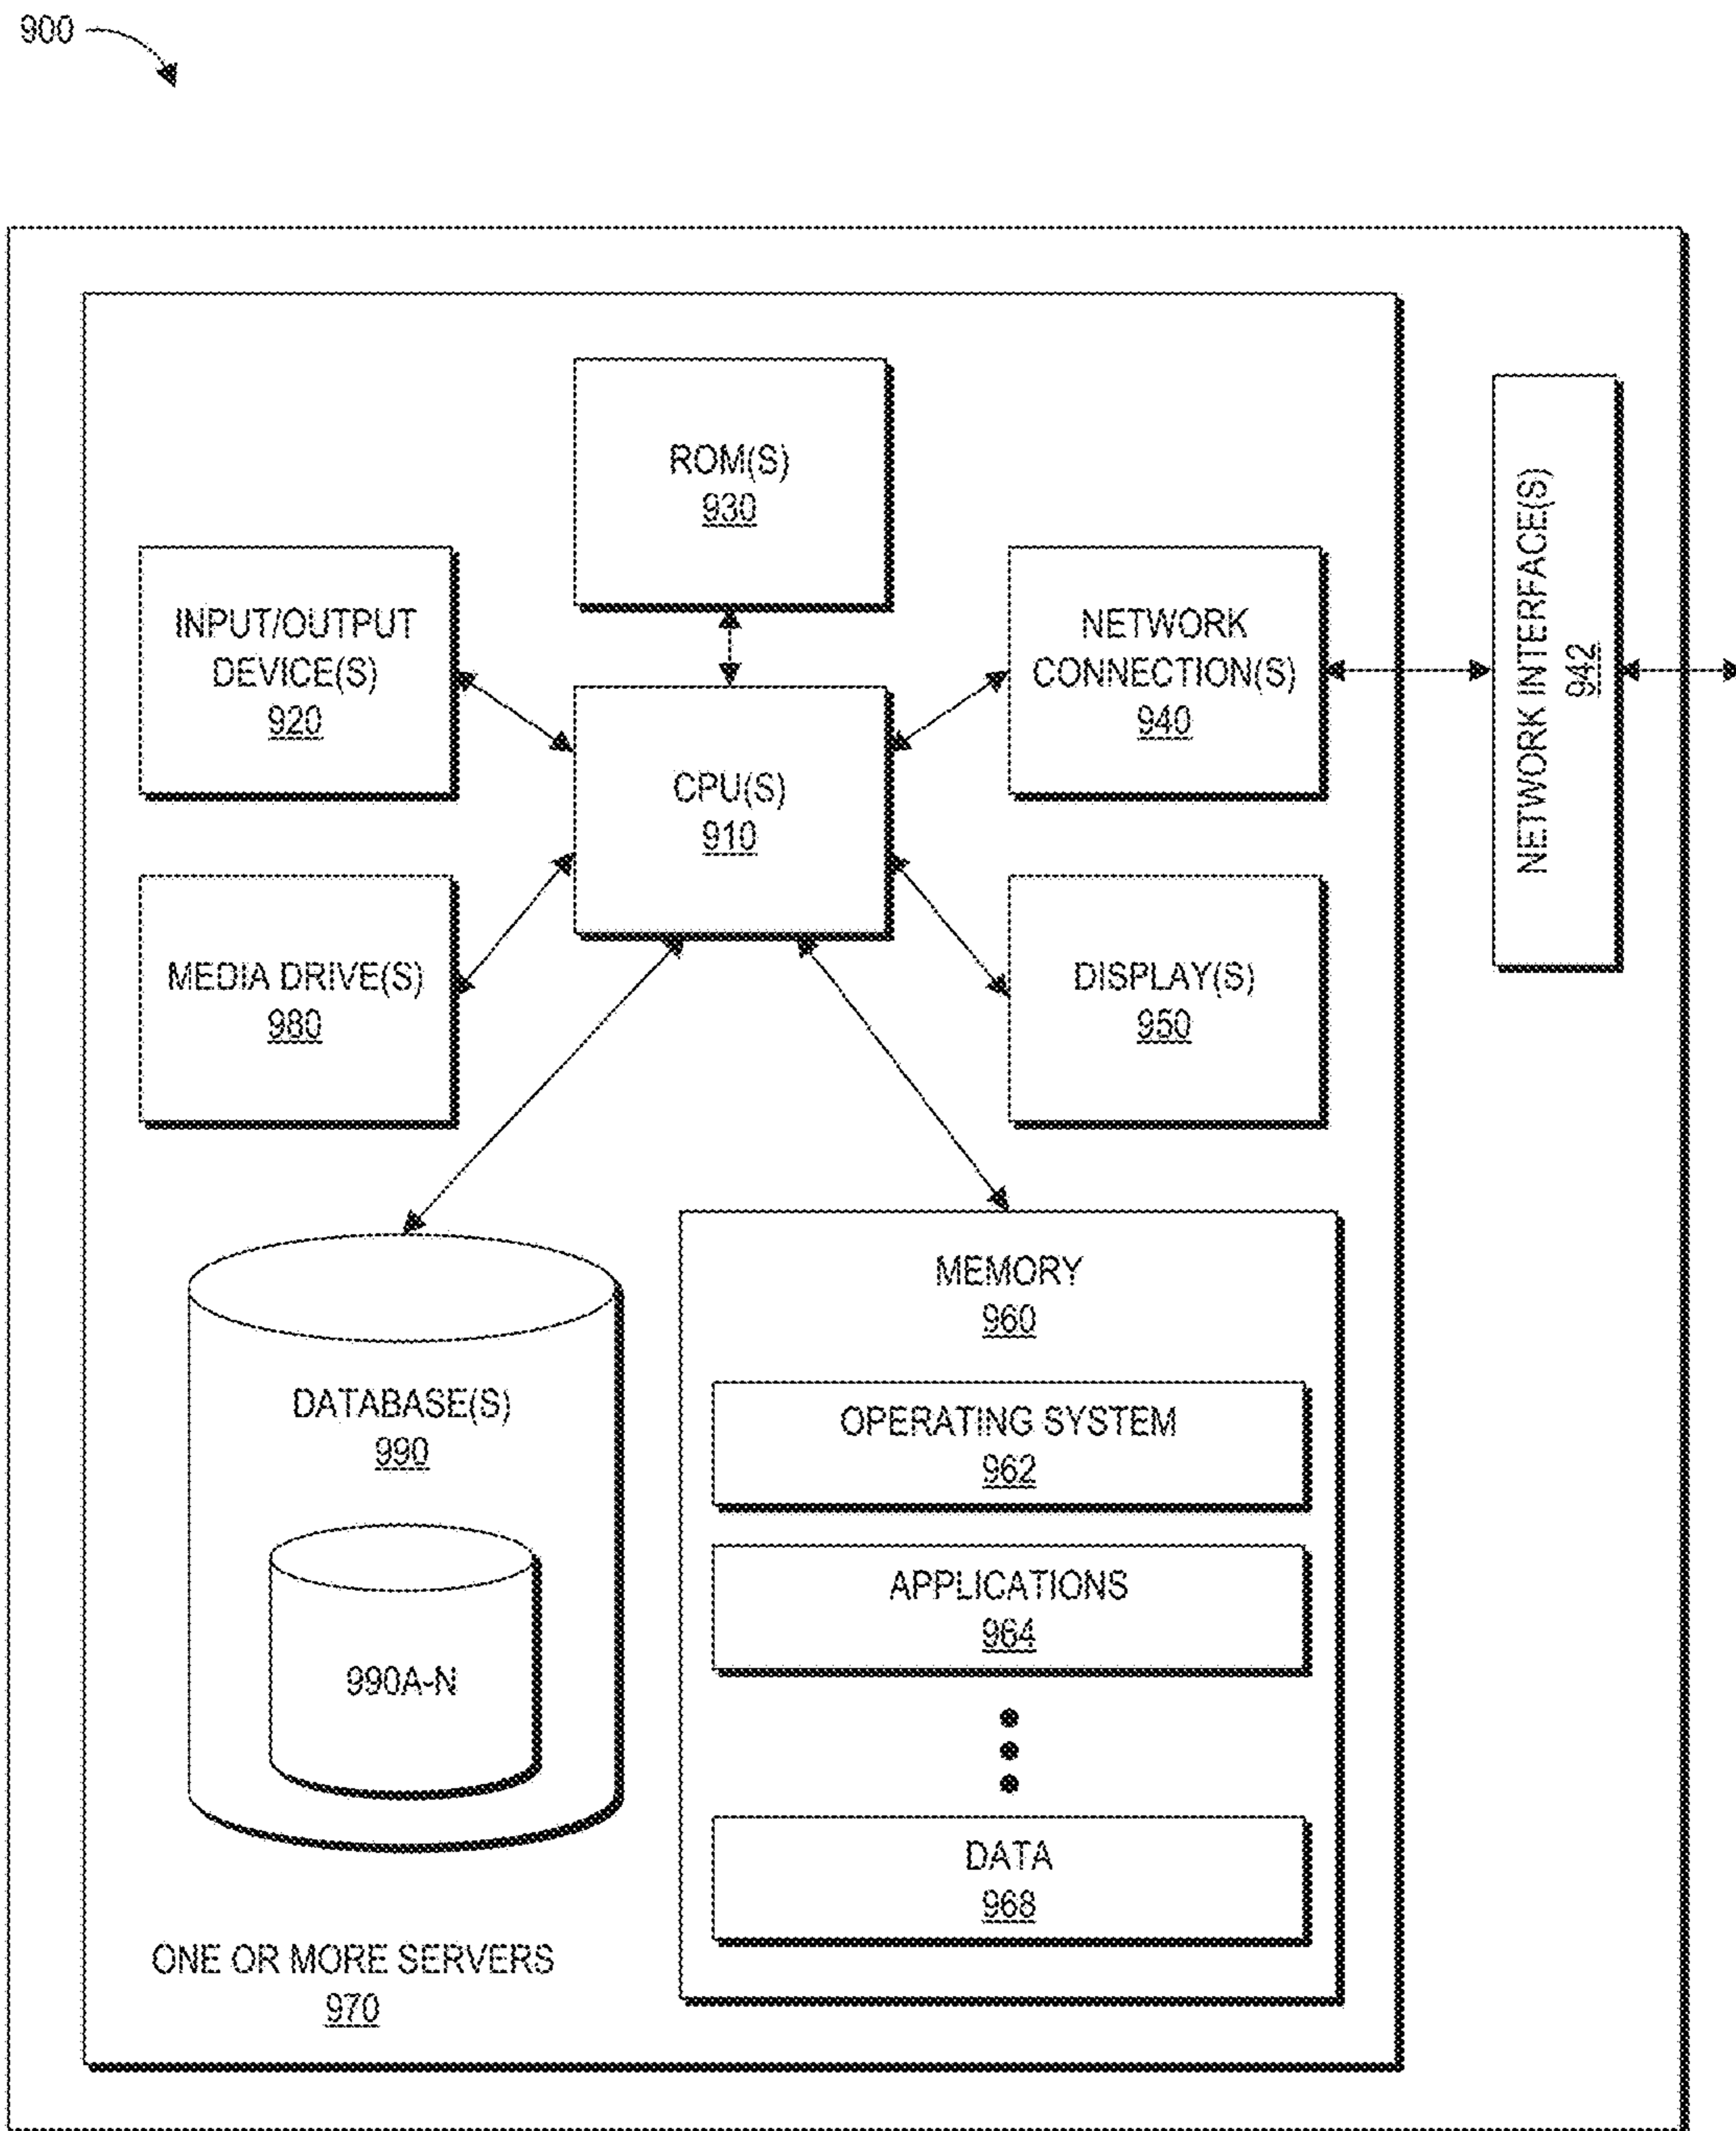 900
ROM(S)
930
INPUT/OUTPUT
DEVICE(S)
920
NETWORK
CONNECTION(S)
940
NETWORK INTERFACE(S)
942
CPU(S)
910
MEDIA DRIVE(S)
980
DISPLAY(S)
950
MEMORY
960
DATABASE(S)
990
OPERATING SYSTEM
962
APPLICATIONS
964
990A-N
DATA
968
ONE OR MORE SERVERS
970